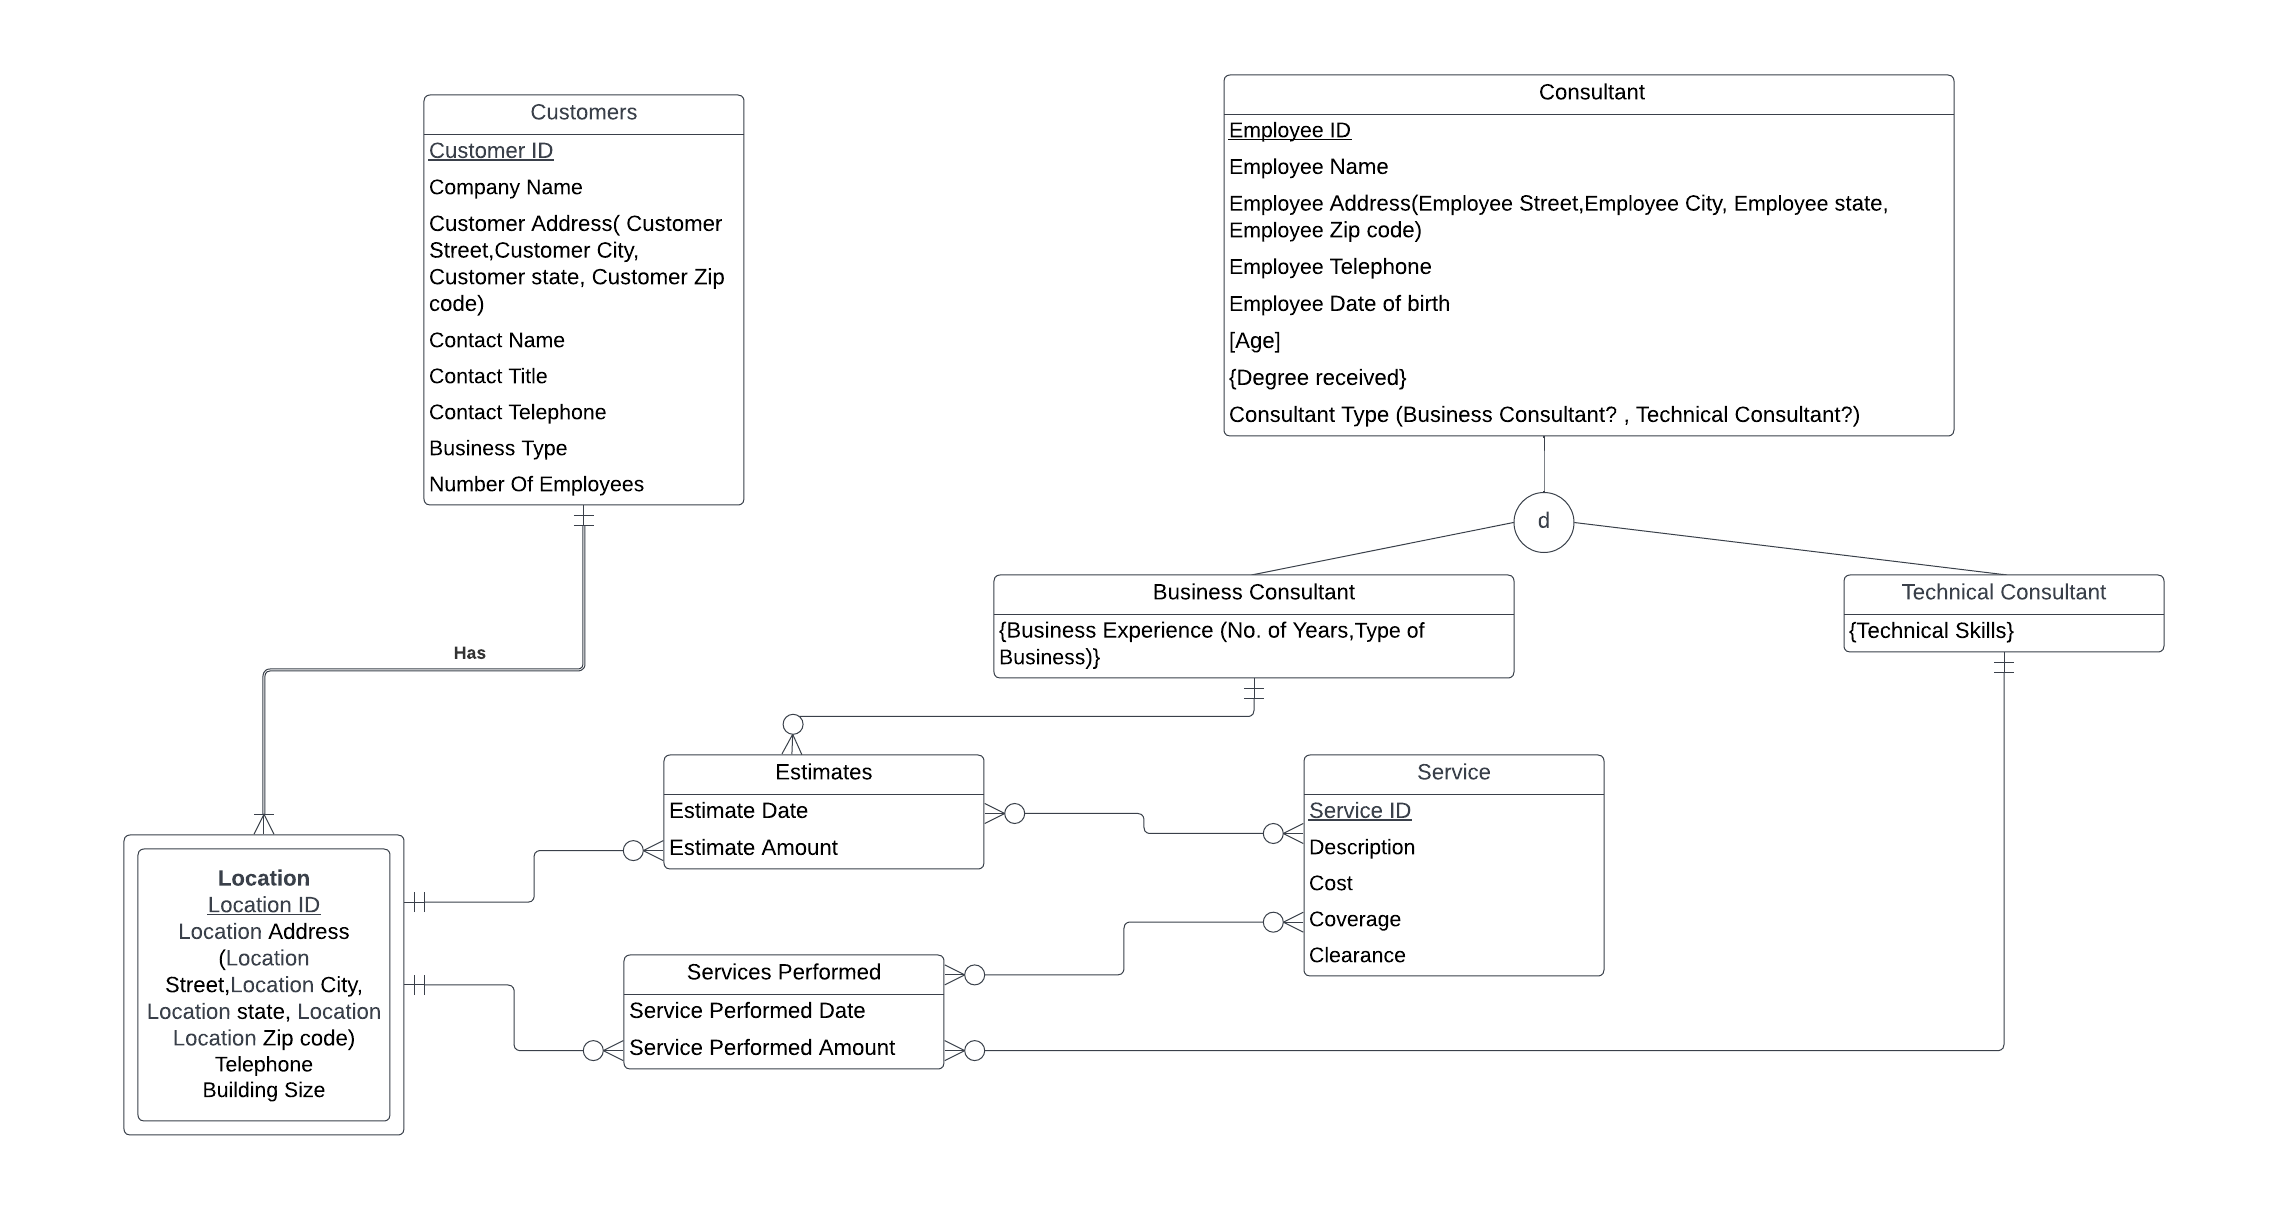 Customers
Customer ID
Company Name
Customer Address( Customer
Street,Customer City,
Customer state, Customer Zip
code)
Contact Name
Contact Title
Contact Telephone
Business Type
Number Of Employees
Consultant
Employee ID
Employee Name
Employee Address(Employee Street,Employee City, Employee state,
Employee Zip code)
Employee Telephone
Employee Date of birth
[Age]
{Degree received}
Consultant Type (Business Consultant? , Technical Consultant?)
d
Business Consultant
{Business Experience (No. of Years,Type of
Business)}
Technical Consultant
{Technical Skills}
Has
Estimates
Estimate Date
Estimate Amount
Service
Service ID
Description
Cost
Coverage
Clearance
Location
Location ID
Location Address
(Location
Street,Location City,
Location state, Location
Location Zip code)
Telephone
Building Size
Services Performed
Service Performed Date
Service Performed Amount